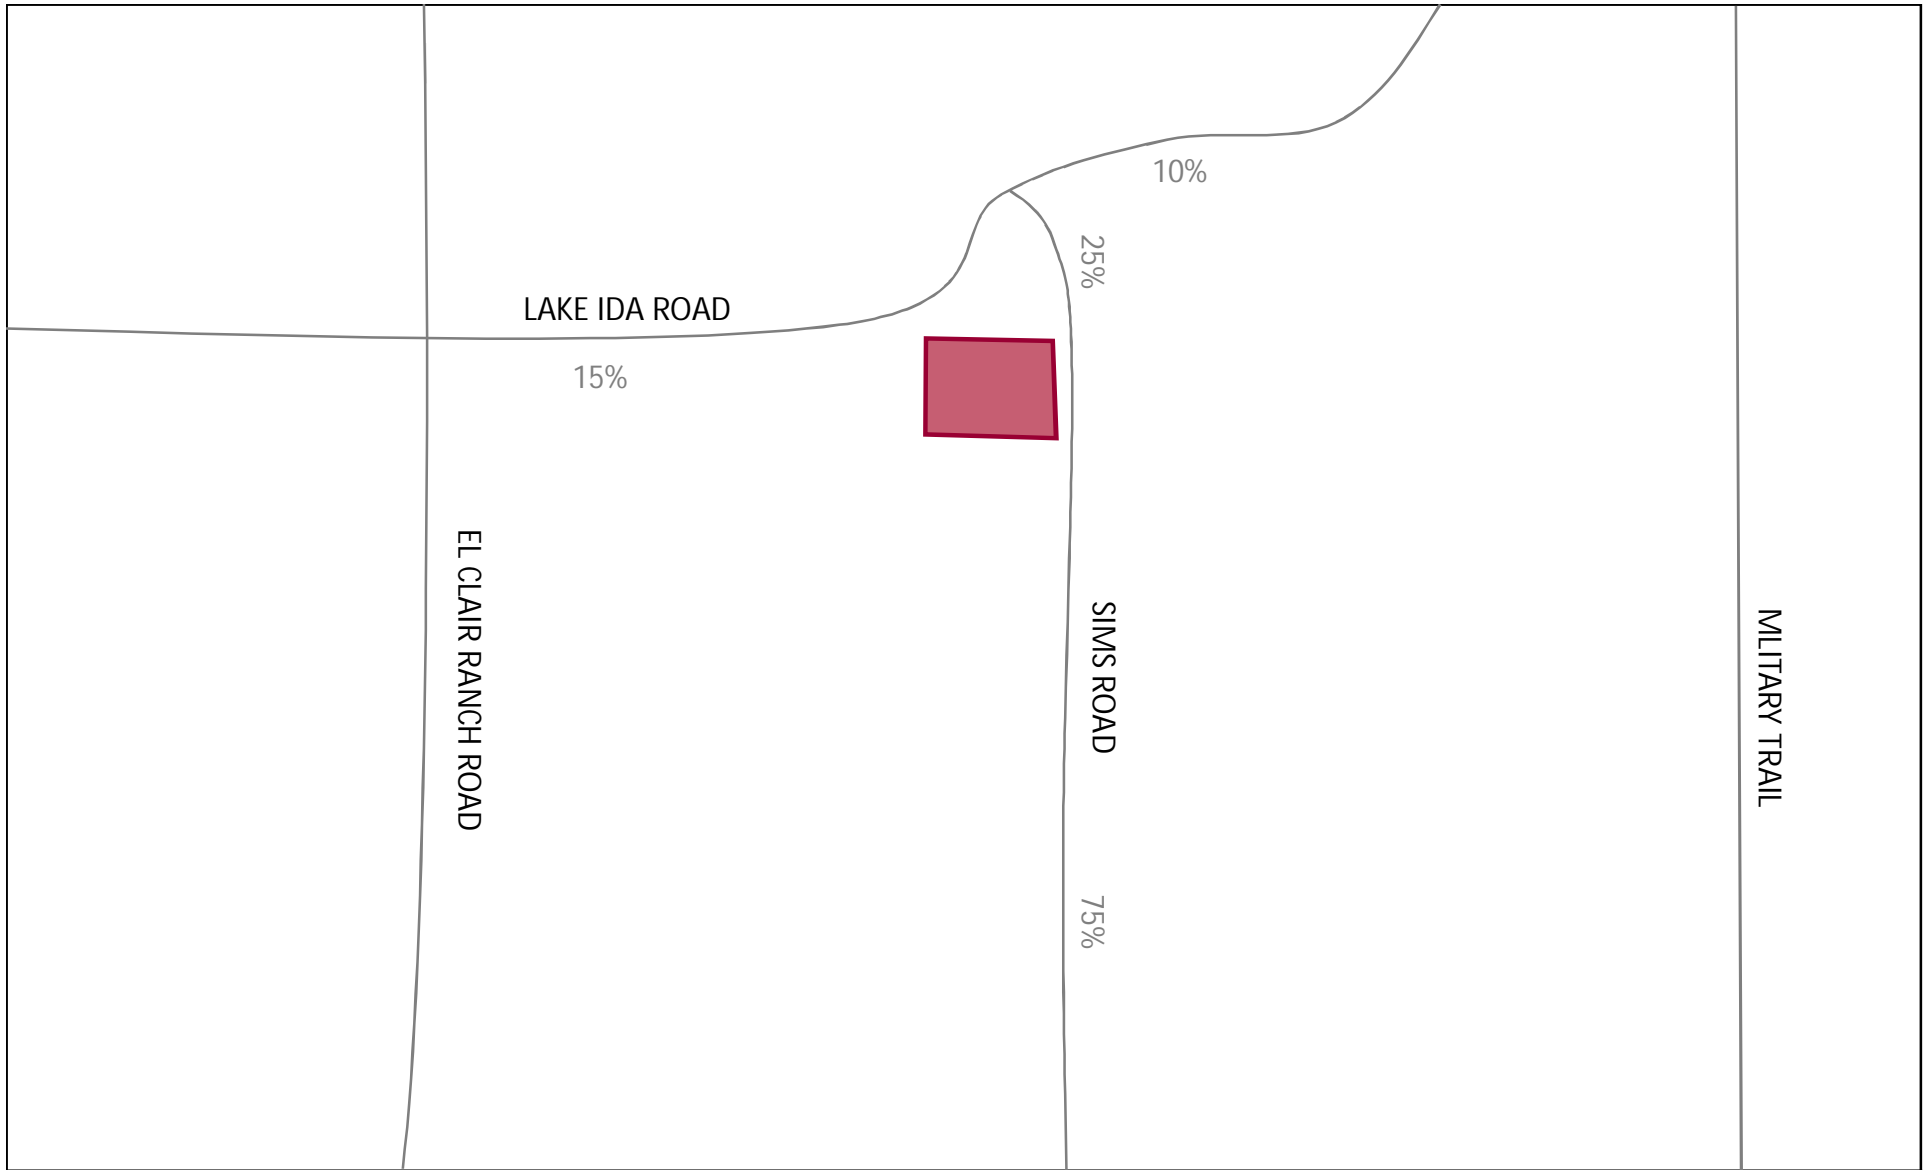 10%
25%
LAKE IDA ROAD
15%
EL CLAIR RANCH ROAD
SIMS ROAD
MLITARY TRAIL
75%